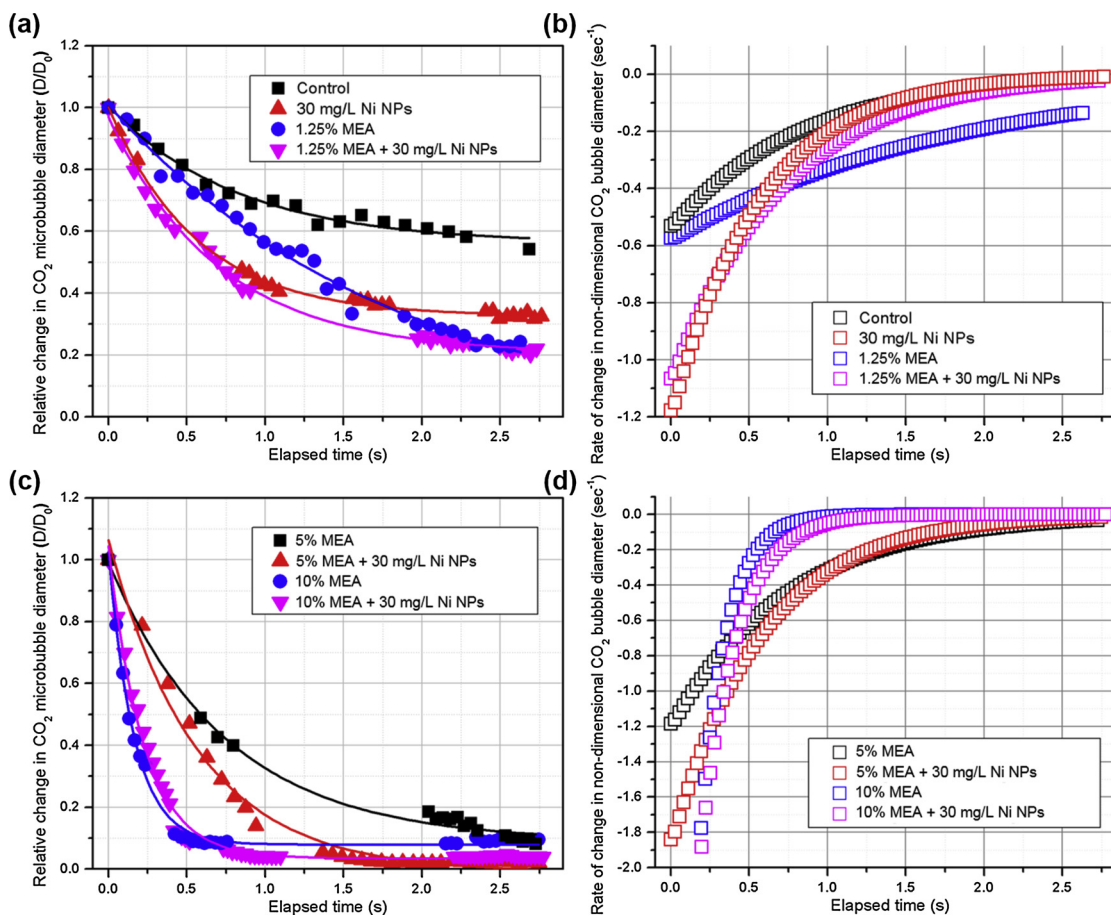 (a)
Relative change in CO₂ microbubble diameter (D/D₀)
1.2
1.0
0.8
0.6
0.4
0.2
0.0
Control
30 mg/L Ni NPs
1.25% MEA
1.25% MEA + 30 mg/L Ni NPs
0.0 0.5 1.0 1.5 2.0 2.5
Elapsed time (s)
(b)
Rate of change in non-dimensional CO₂ bubble diameter (sec⁻¹)
0.0
-0.2
-0.4
-0.6
-0.8
-1.0
-1.2
Control
30 mg/L Ni NPs
1.25% MEA
1.25% MEA + 30 mg/L Ni NPs
0.0 0.5 1.0 1.5 2.0 2.5
Elapsed time (s)
(c)
Relative change in CO₂ microbubble diameter (D/D₀)
1.2
1.0
0.8
0.6
0.4
0.2
0.0
5% MEA
5% MEA + 30 mg/L Ni NPs
10% MEA
10% MEA + 30 mg/L Ni NPs
0.0 0.5 1.0 1.5 2.0 2.5
Elapsed time (s)
(d)
Rate of change in non-dimensional CO₂ bubble diameter (sec⁻¹)
0.0
-0.2
-0.4
-0.6
-0.8
-1.0
-1.2
-1.4
-1.6
-1.8
-2.0
5% MEA
5% MEA + 30 mg/L Ni NPs
10% MEA
10% MEA + 30 mg/L Ni NPs
0.0 0.5 1.0 1.5 2.0 2.5
Elapsed time (s)